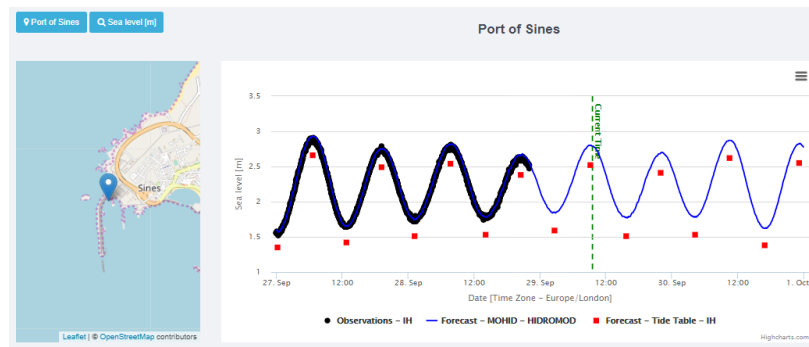 Port of Sines
Sea level [m]
Port of Sines
Sines
Leaflet | © OpenStreetMap contributors
3.5
3
2.5
2
1.5
1
Sea level [m]
Current Time
27. Sep
12:00
28. Sep
12:00
29. Sep
12:00
30. Sep
12:00
1. Oct
Date [Time Zone - Europe/London]
Observations - IH
Forecast - MOHID - HIDROMOD
Forecast - Tide Table - IH
Highcharts.com